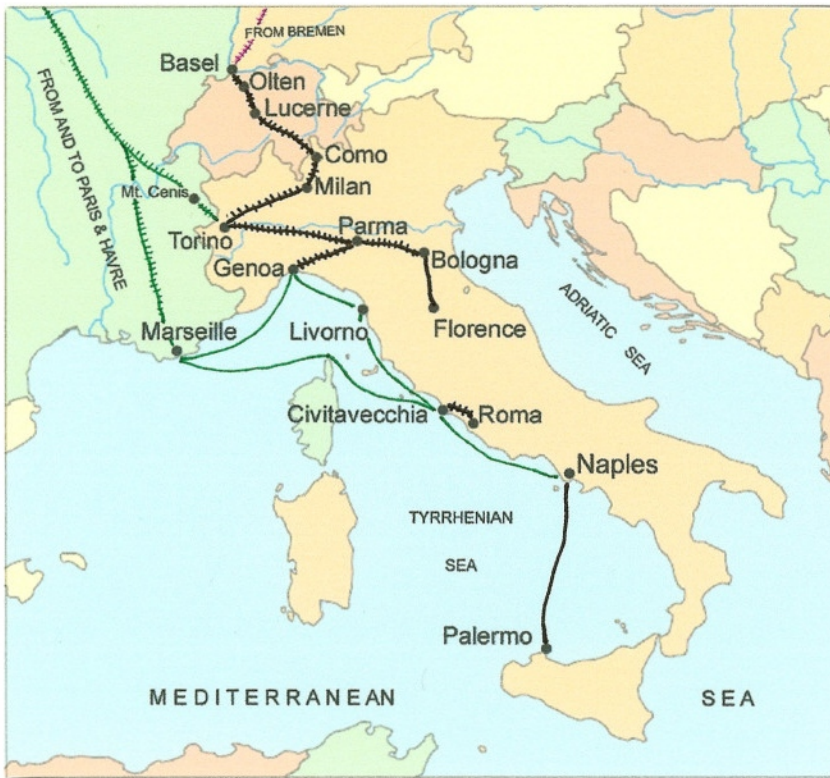 FROM BREMEN
Basel
Olten
Lucerne
FROM AND TO PARIS & HAVRE
Como
Mt. Cenis
Milan
Torino
Parma
Genoa
Bologna
ADRIATIC SEA
Marseille
Livorno
Florence
Civitavecchia
Roma
Naples
TYRRHENIAN
SEA
Palermo
MEDITERRANEAN SEA